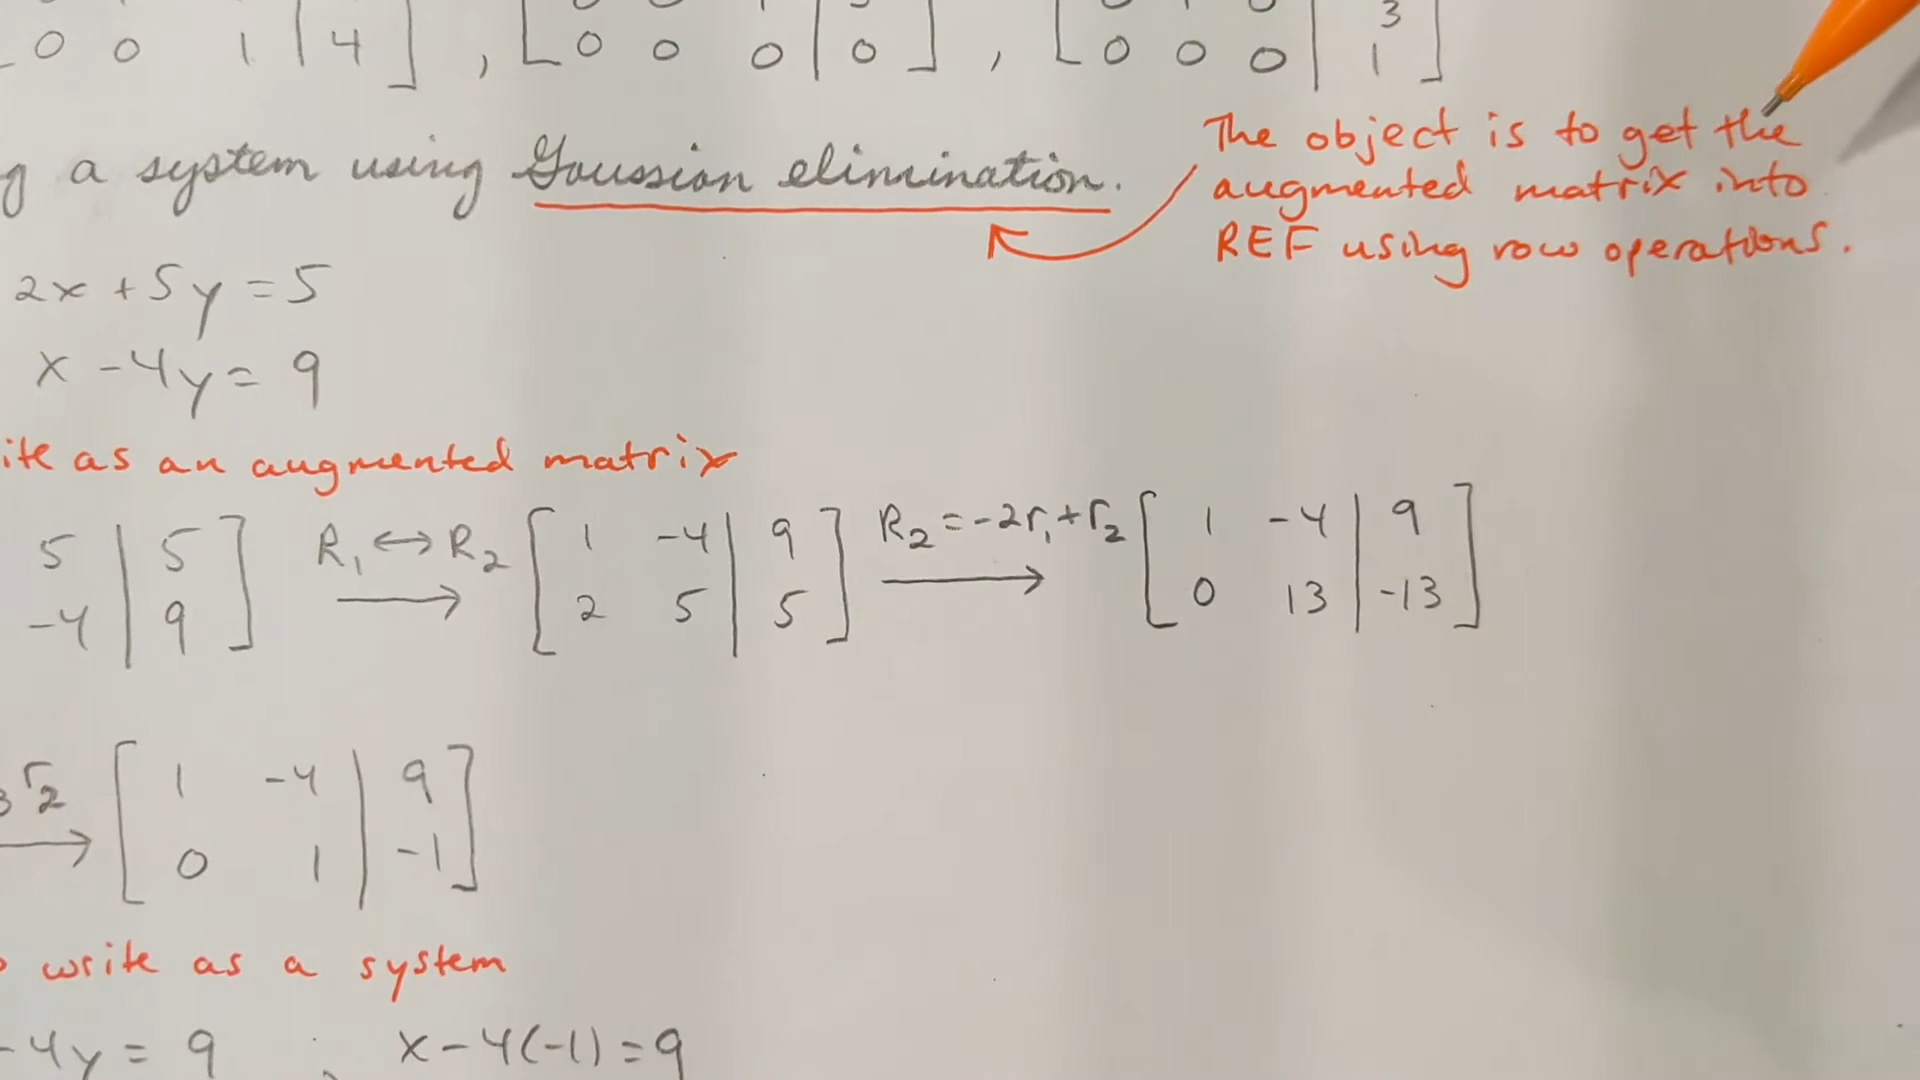 0 0 1 | 4 ] , [ 0 0 0 | 0 ] , [ 0 0 0 | 1 ]
3
g a system using Gaussian elimination.
The object is to get the
augmented matrix into
REF using row operations.
2x + 5y = 5
x - 4y = 9
ite as an augmented matrix
5 | 5 ] R₁ ↔ R₂ [ 1 -4 | 9 ] R₂ = -2r₁ + r₂ [ 1 -4 | 9 ]
-4 | 9 ] → [ 2 5 | 5 ] → [ 0 13 | -13 ]
3 r₂ [ 1 -4 | 9 ]
→ [ 0 1 | -1 ]
write as a system
-4y = 9 , x - 4(-1) = 9